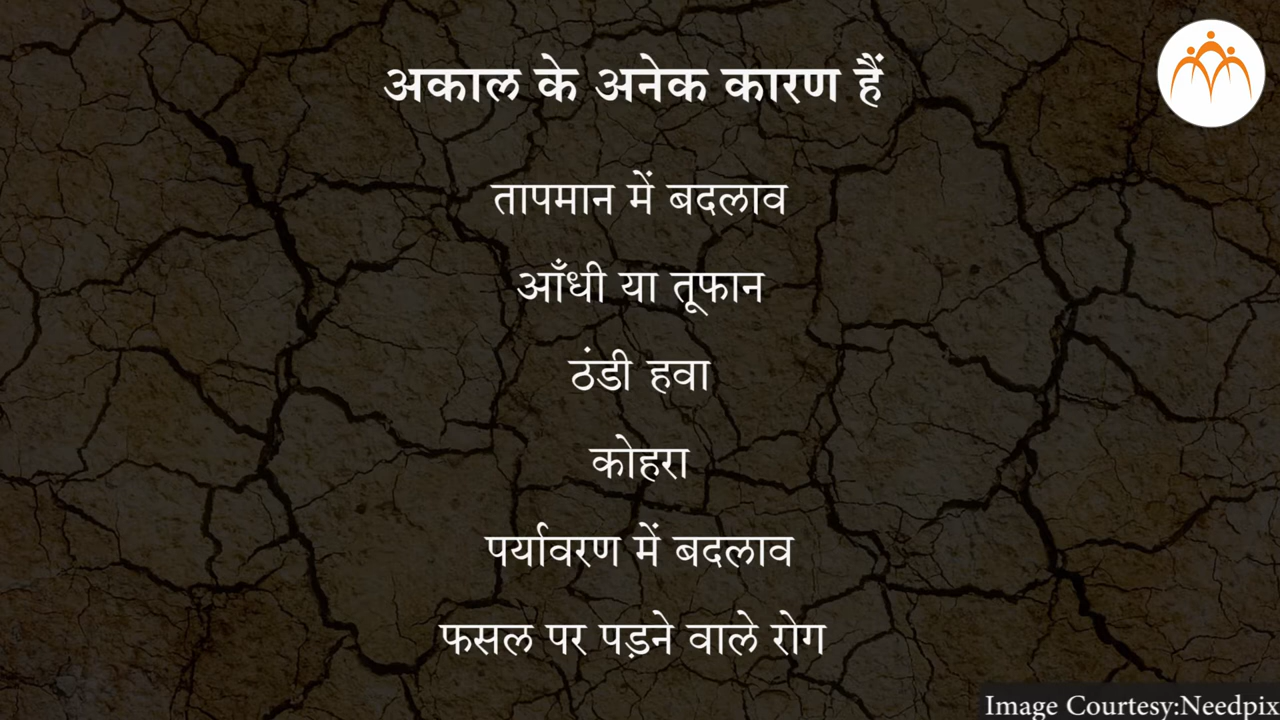 अकाल के अनेक कारण हैं
तापमान में बदलाव
आँधी या तूफान
ठंडी हवा
कोहरा
पर्यावरण में बदलाव
फसल पर पड़ने वाले रोग
Image Courtesy:Needpix